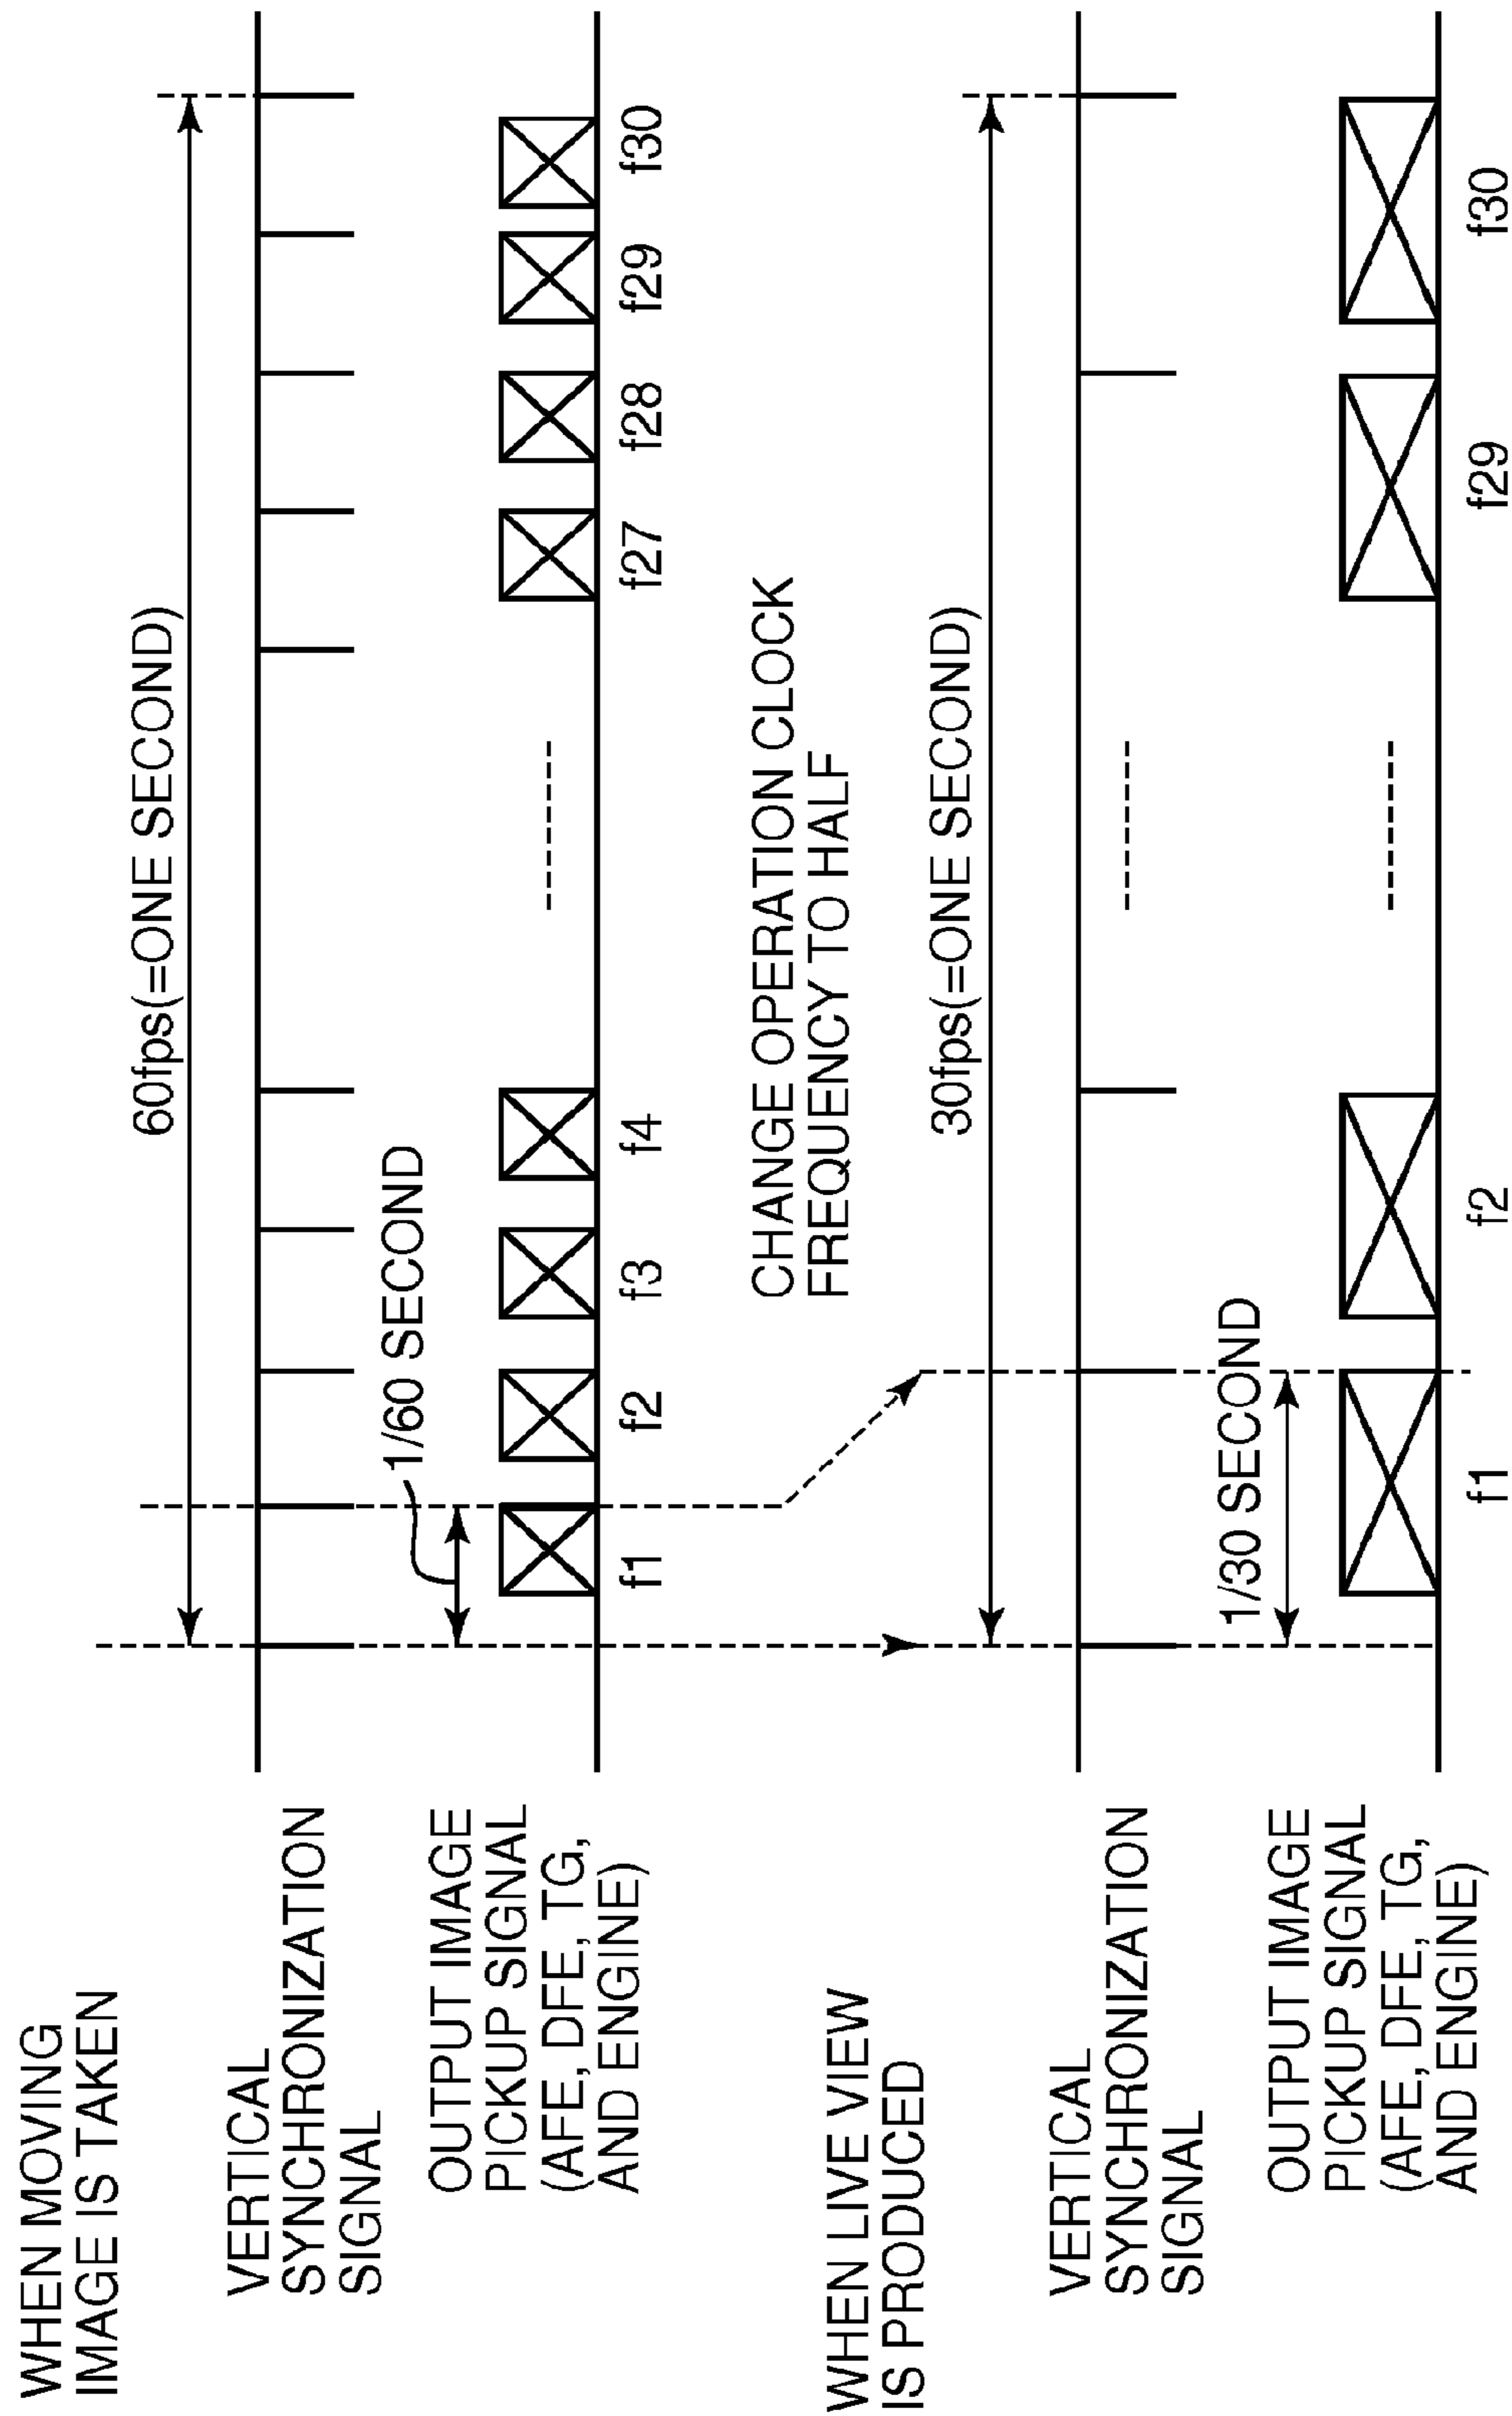 WHEN MOVING
IMAGE IS TAKEN
60fps(=ONE SECOND)
VERTICAL
SYNCHRONIZATION
SIGNAL
1/60 SECOND
OUTPUT IMAGE
PICKUP SIGNAL
(AFE, DFE, TG,
AND ENGINE)
f1 f2 f3 f4 f27 f28 f29 f30
CHANGE OPERATION CLOCK
FREQUENCY TO HALF
WHEN LIVE VIEW
IS PRODUCED
30fps(=ONE SECOND)
VERTICAL
SYNCHRONIZATION
SIGNAL
1/30 SECOND
OUTPUT IMAGE
PICKUP SIGNAL
(AFE, DFE, TG,
AND ENGINE)
f1 f2 f29 f30